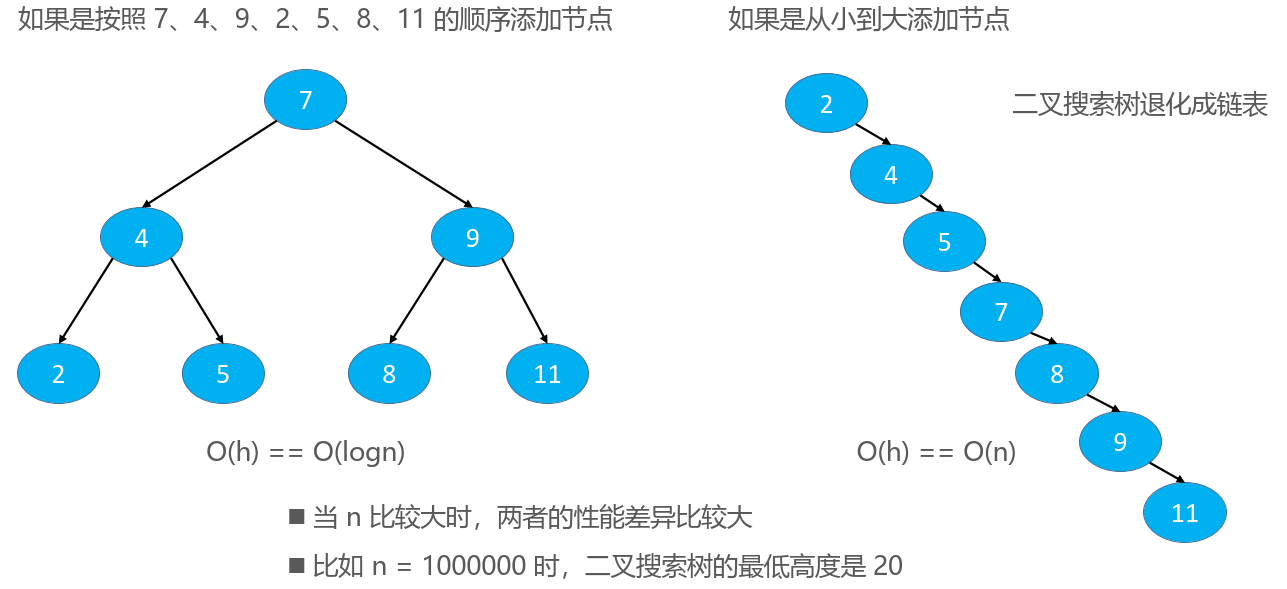 如果是按照 7、4、9、2、5、8、11 的顺序添加节点
7
4
9
2
5
8
11
O(h) == O(logn)
如果是从小到大添加节点
二叉搜索树退化成链表
2
4
5
7
8
9
11
O(h) == O(n)
■ 当 n 比较大时，两者的性能差异比较大
■ 比如 n = 1000000 时，二叉搜索树的最低高度是 20